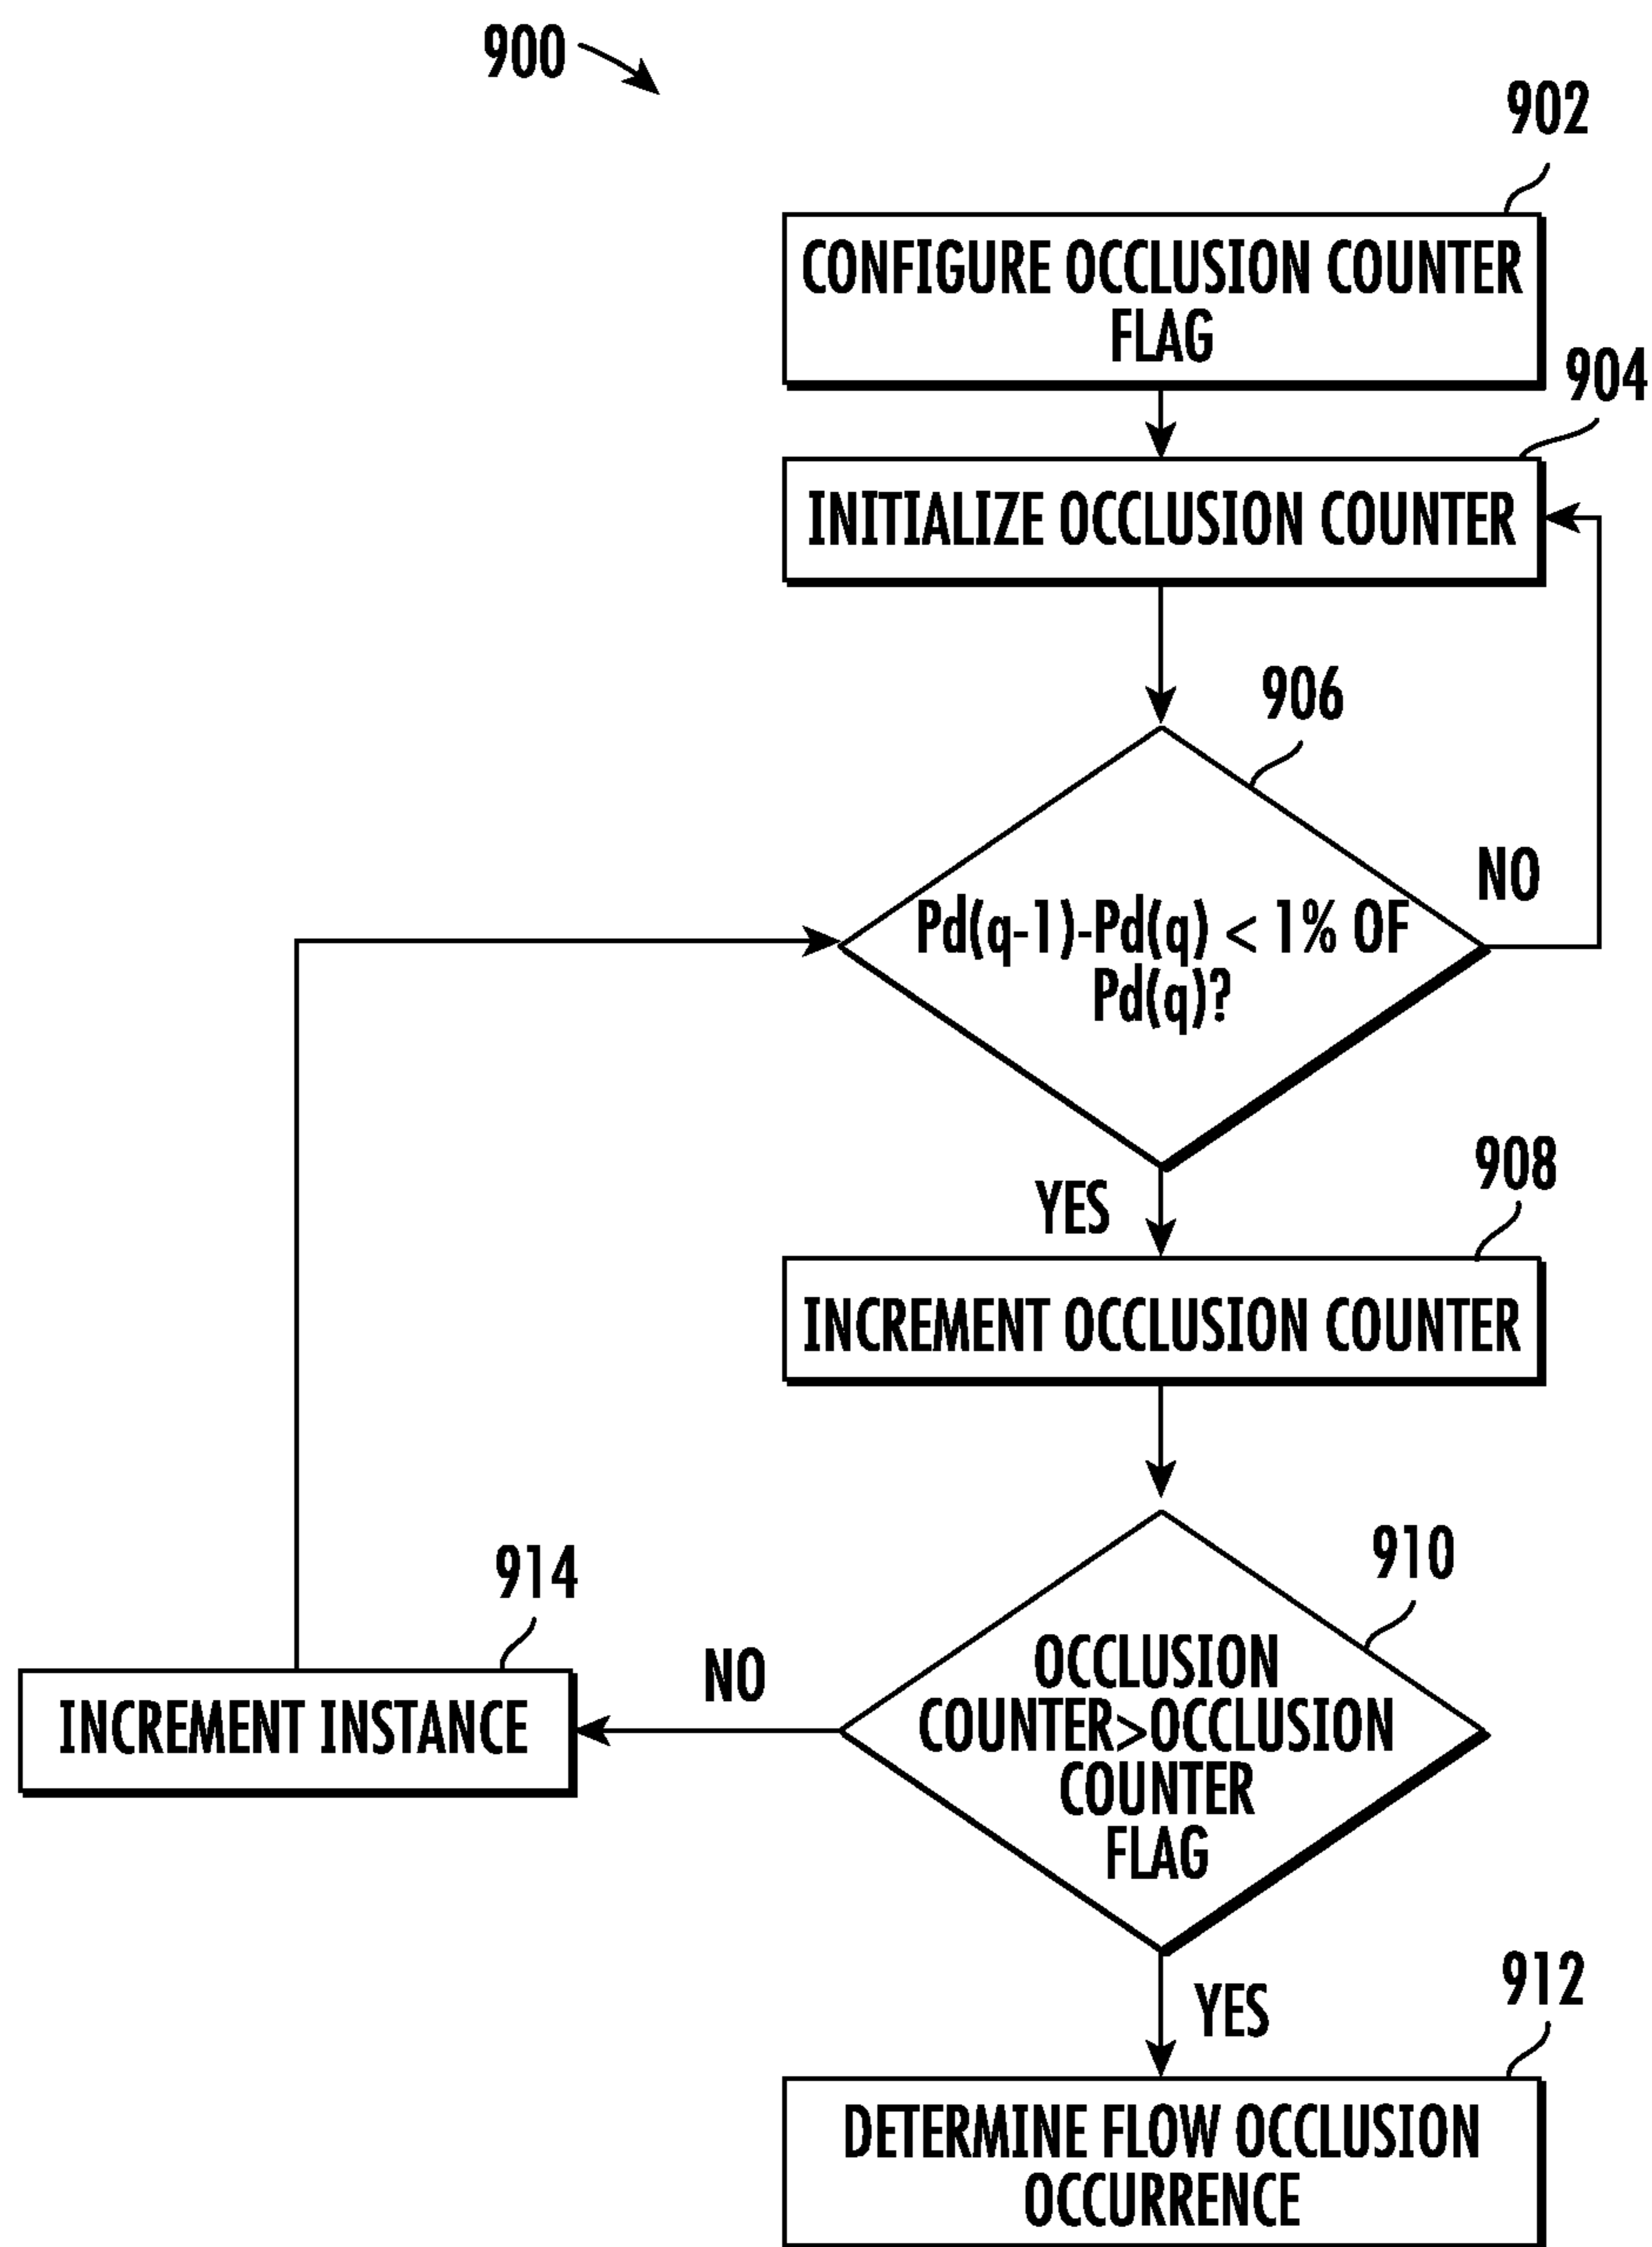 900
902
CONFIGURE OCCLUSION COUNTER
FLAG
904
INITIALIZE OCCLUSION COUNTER
906
NO
Pd(q-1)-Pd(q) < 1% OF
Pd(q)?
YES
908
INCREMENT OCCLUSION COUNTER
910
OCCLUSION
COUNTER>OCCLUSION
COUNTER
FLAG
NO
914
INCREMENT INSTANCE
YES
912
DETERMINE FLOW OCCLUSION
OCCURRENCE